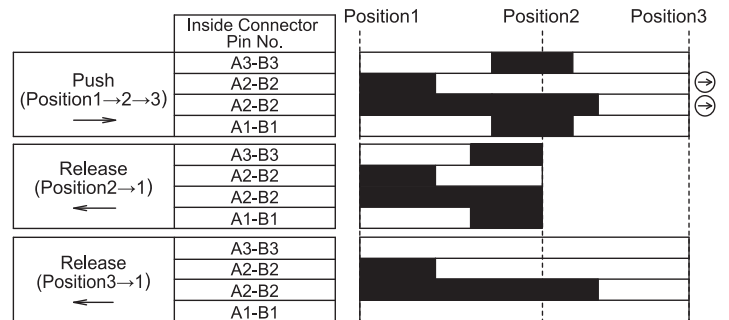 Position1 Position2 Position3
Inside Connector
Pin No.
Push
(Position1→2→3)
→
A3-B3
A2-B2
A2-B2
A1-B1
Release
(Position2→1)
←
A3-B3
A2-B2
A2-B2
A1-B1
Release
(Position3→1)
←
A3-B3
A2-B2
A2-B2
A1-B1